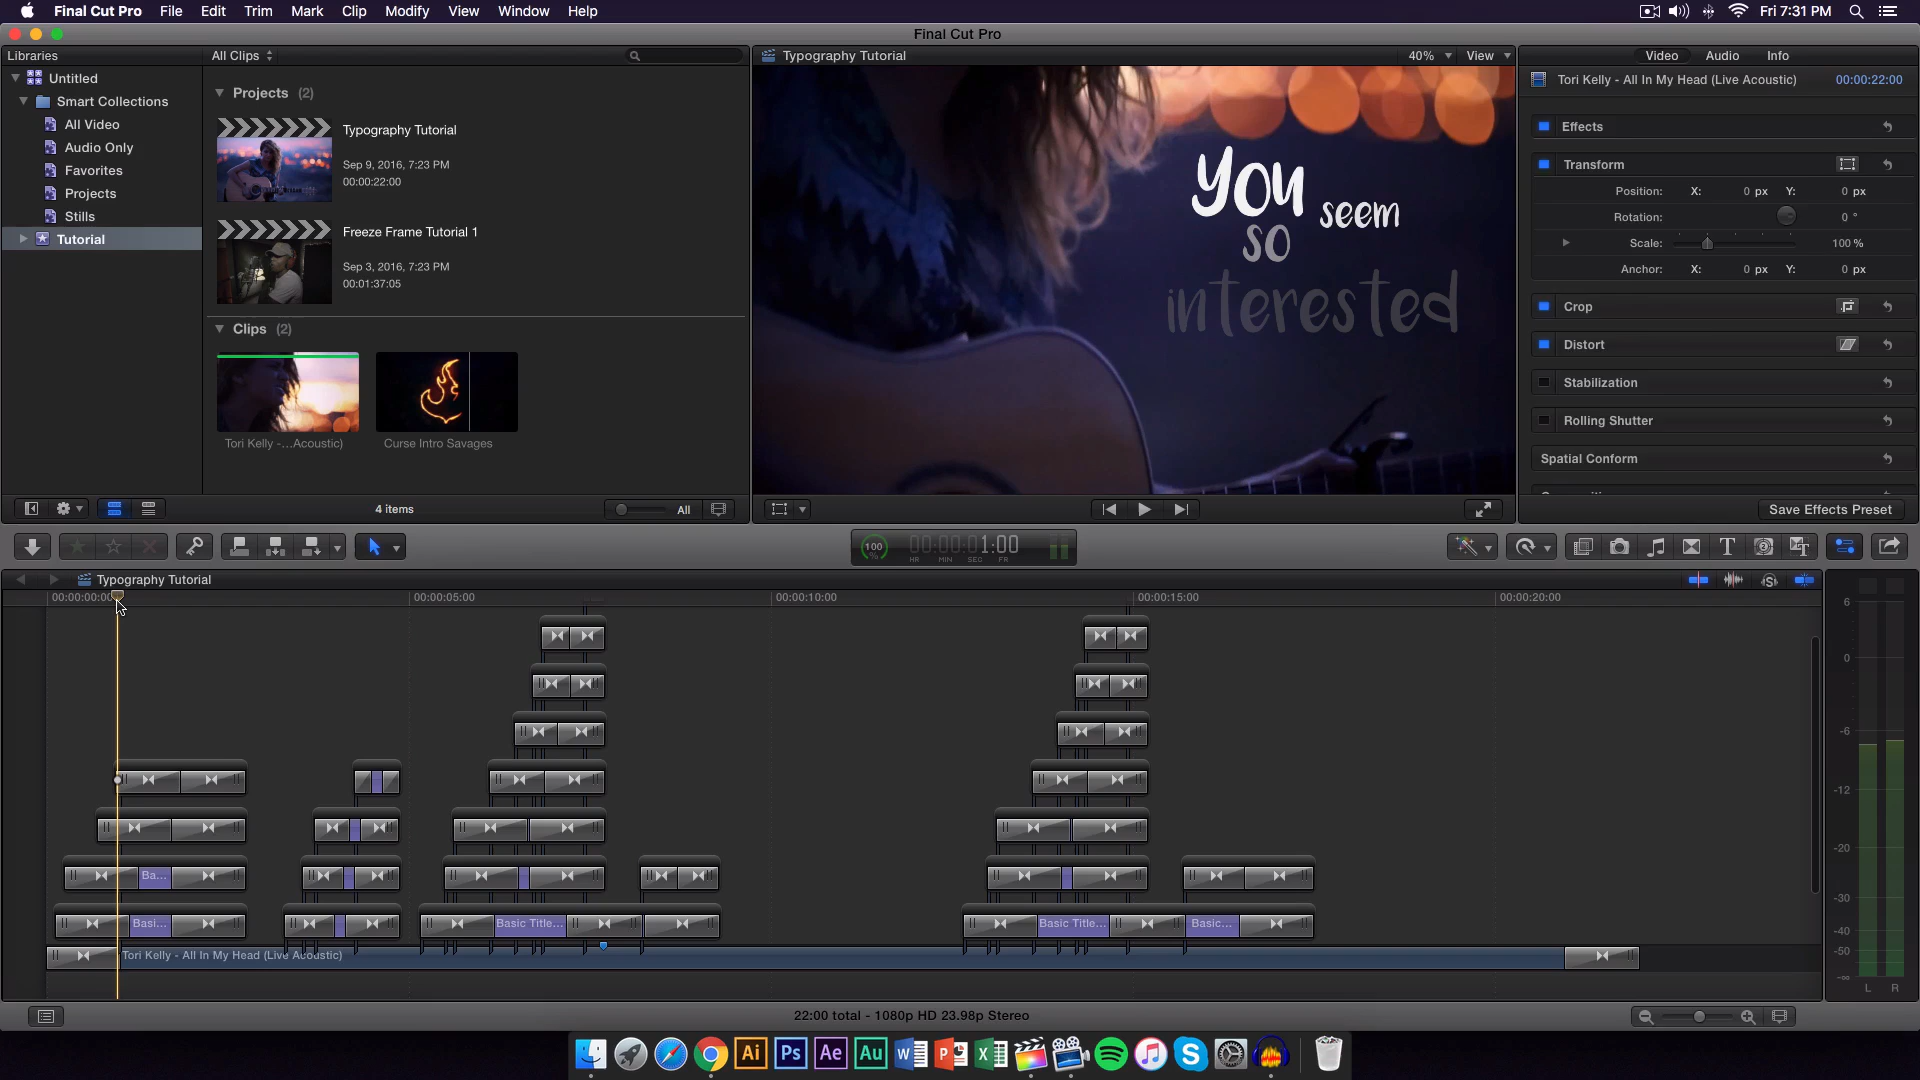 Final Cut Pro File Edit Trim Mark Clip Modify View Window Help
Fri 7:31 PM
Final Cut Pro
Libraries
All Clips
Untitled
Smart Collections
All Video
Audio Only
Favorites
Projects
Stills
Tutorial
Projects (2)
Typography Tutorial
Sep 9, 2016, 7:23 PM
00:00:22:00
Freeze Frame Tutorial 1
Sep 3, 2016, 7:23 PM
00:01:37:05
Clips (2)
Tori Kelly -...Acoustic)
Curse Intro Savages
4 items
All
Typography Tutorial
40%
View
you seem
so
interested
Video Audio Info
Tori Kelly - All In My Head (Live Acoustic) 00:00:22:00
Effects
Transform
Position: X: 0 px Y: 0 px
Rotation: 0 °
Scale: 100 %
Anchor: X: 0 px Y: 0 px
Crop
Distort
Stabilization
Rolling Shutter
Spatial Conform
Save Effects Preset
100 00:00:01:00
% HR MIN SEC FR
Typography Tutorial
00:00:00:00 00:00:05:00 00:00:10:00 00:00:15:00 00:00:20:00
Ba...
Basi... Basic Title... Basic Title... Basic...
Tori Kelly - All In My Head (Live Acoustic)
6
0
-6
-12
-20
-30
-40
-50
-∞
L R
22:00 total - 1080p HD 23.98p Stereo
Ai Ps Ae Au